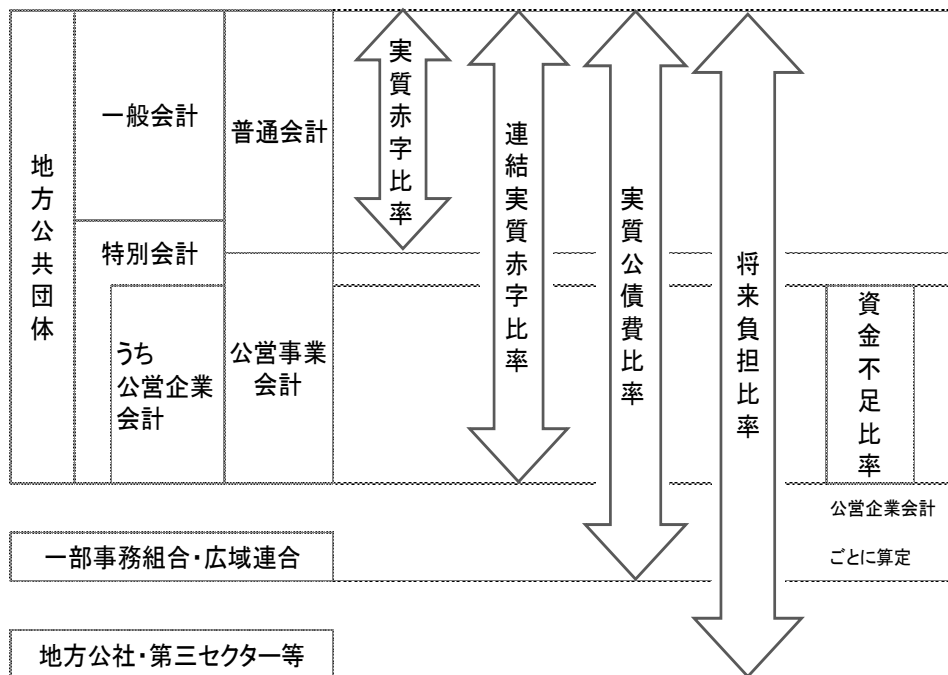 地方公共団体
一般会計
特別会計
うち
公営企業
会計
普通会計
公営事業
会計
実質赤字比率
連結実質赤字比率
実質公債費比率
将来負担比率
資金不足比率
公営企業会計
ごとに算定
一部事務組合・広域連合
地方公社・第三セクター等